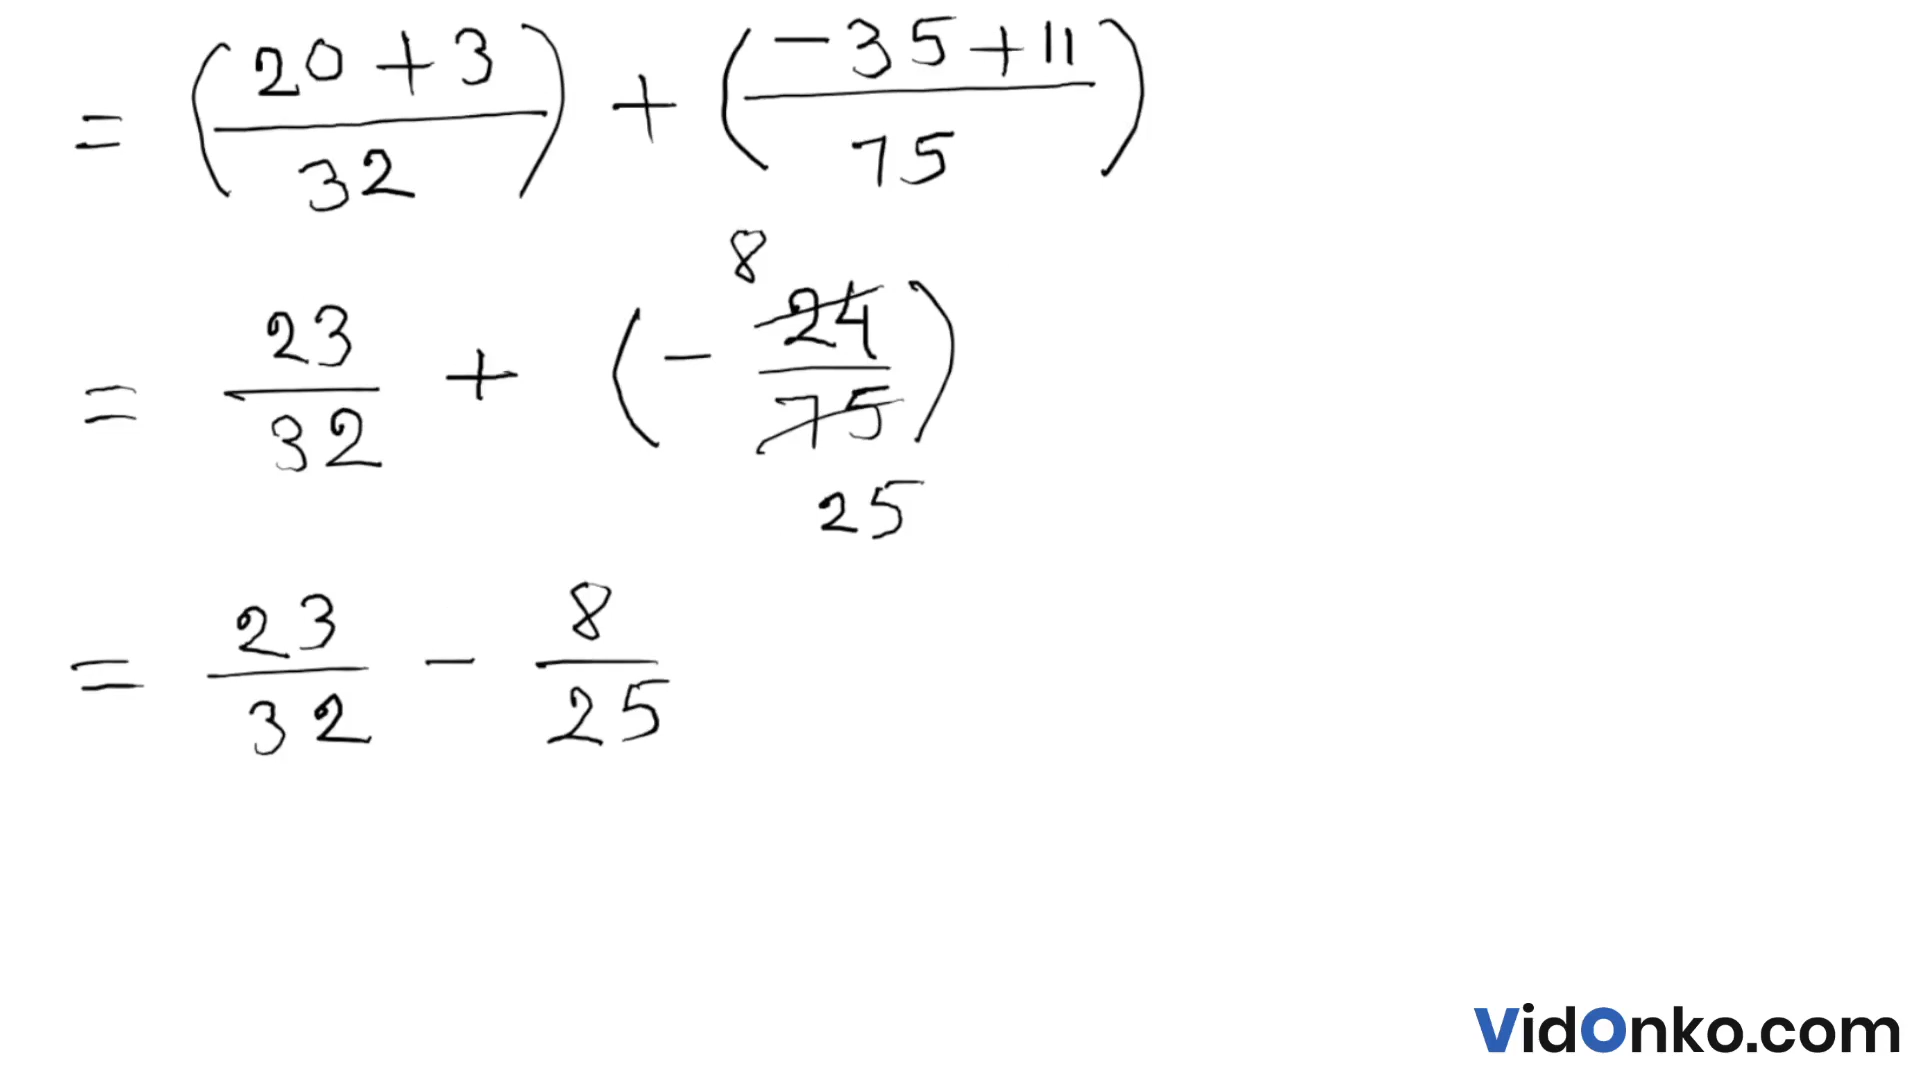 = (20+3/32) + (-35+11/75)
8
= 23/32 + (-24/75)
25
= 23/32 - 8/25
VidOnko.com